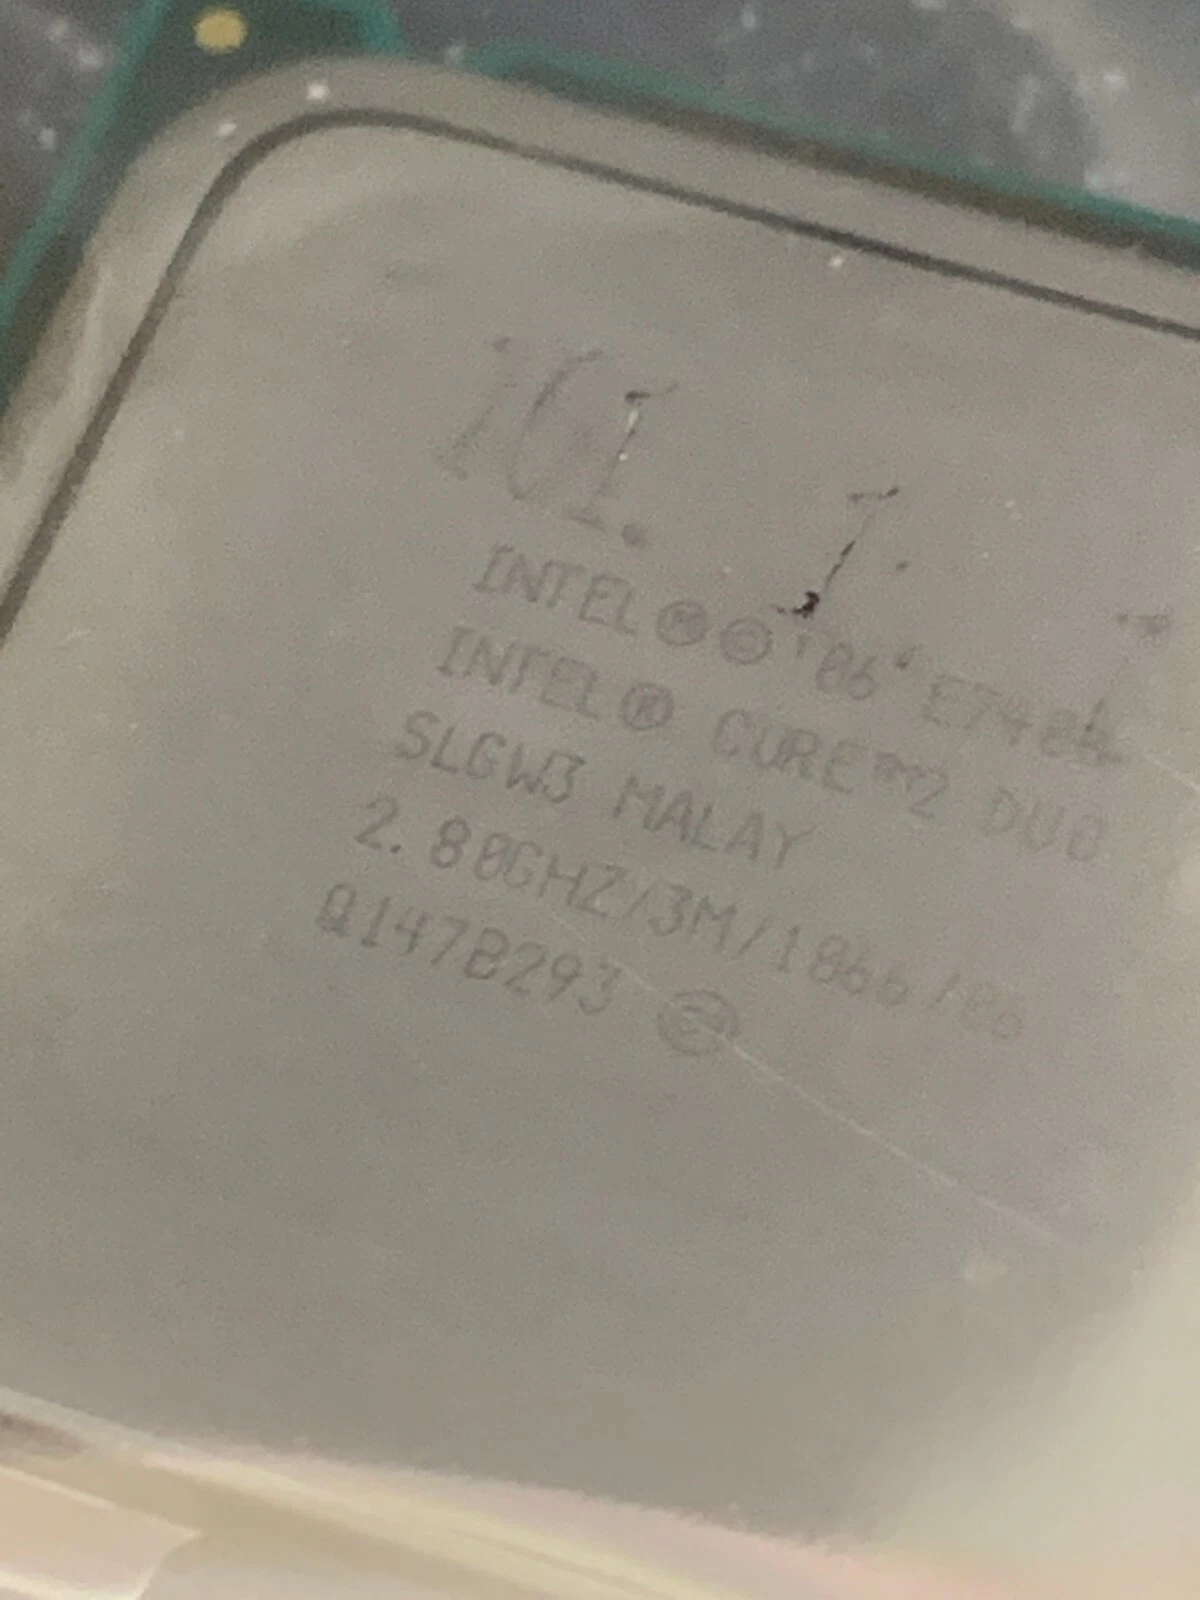 INTEL®©'06 E7400
INTEL® CORE™2 DUO
SLGW3 MALAY
2.80GHZ/3M/1066/06
Q147B293 ⓔ